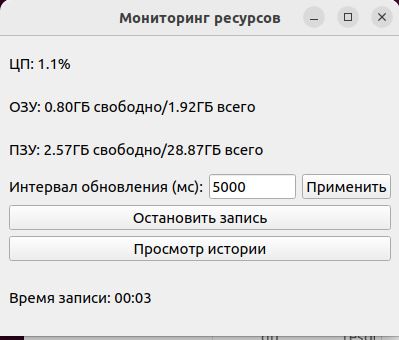 Мониторинг ресурсов
ЦП: 1.1%
ОЗУ: 0.80ГБ свободно/1.92ГБ всего
ПЗУ: 2.57ГБ свободно/28.87ГБ всего
Интервал обновления (мс): 5000 Применить
Остановить запись
Просмотр истории
Время записи: 00:03